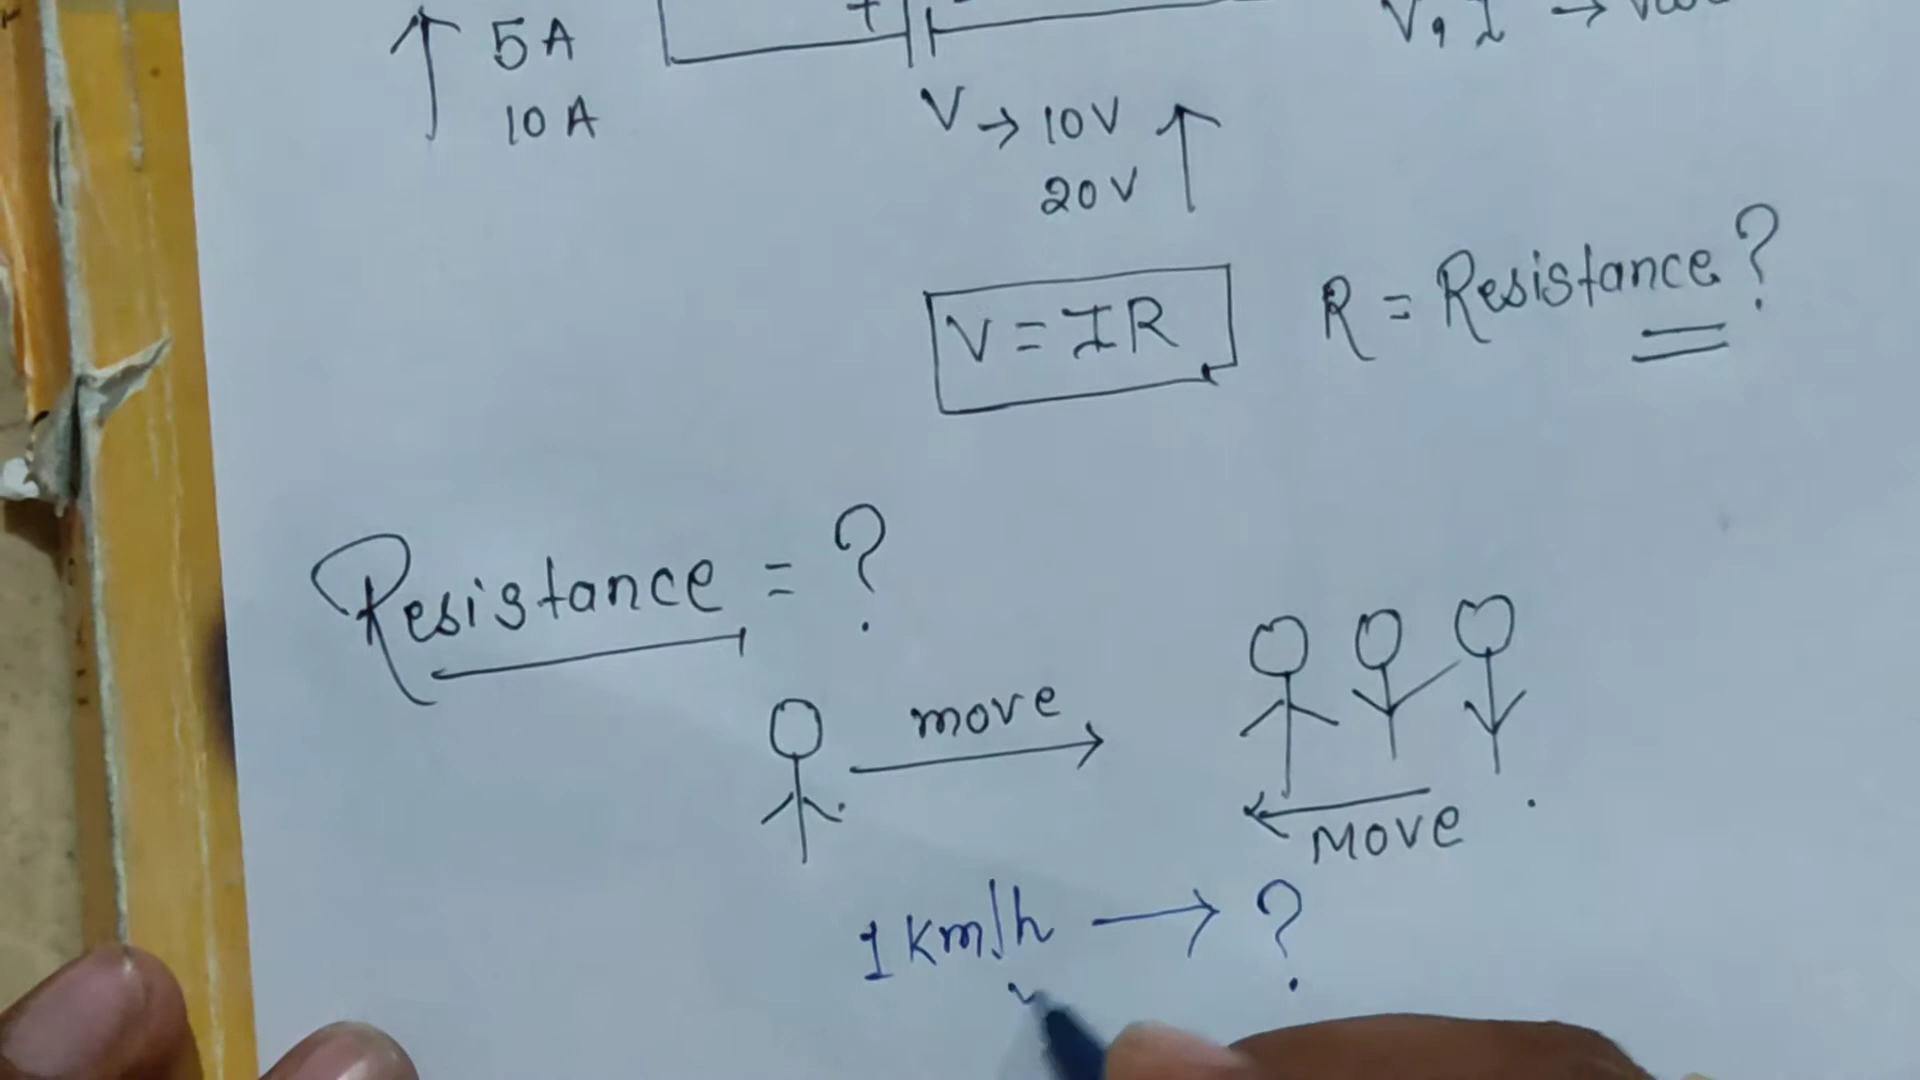 5A
10A
+
V, I →
V → 10V
20V
V = IR
R = Resistance?
Resistance = ?
move
move
1 Km/h → ?